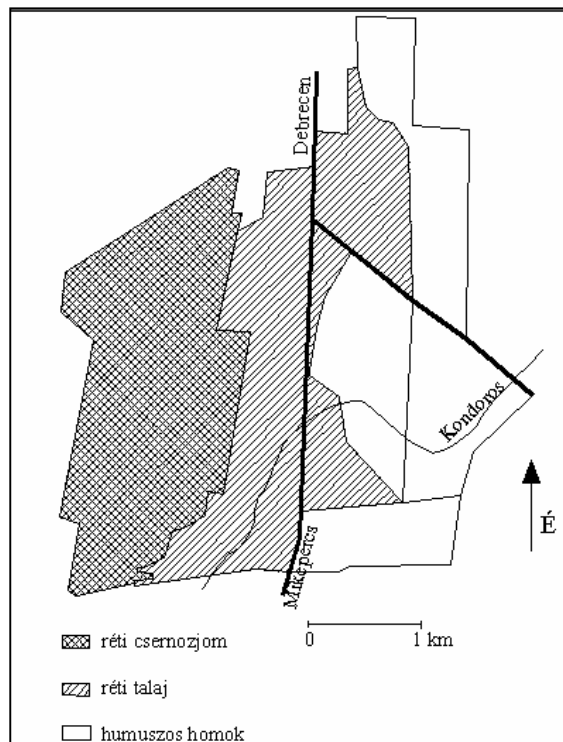 Debrecen
Kondoros
É
Mikepércs
0 1 km
réti csernozjom
réti talaj
humuszos homok